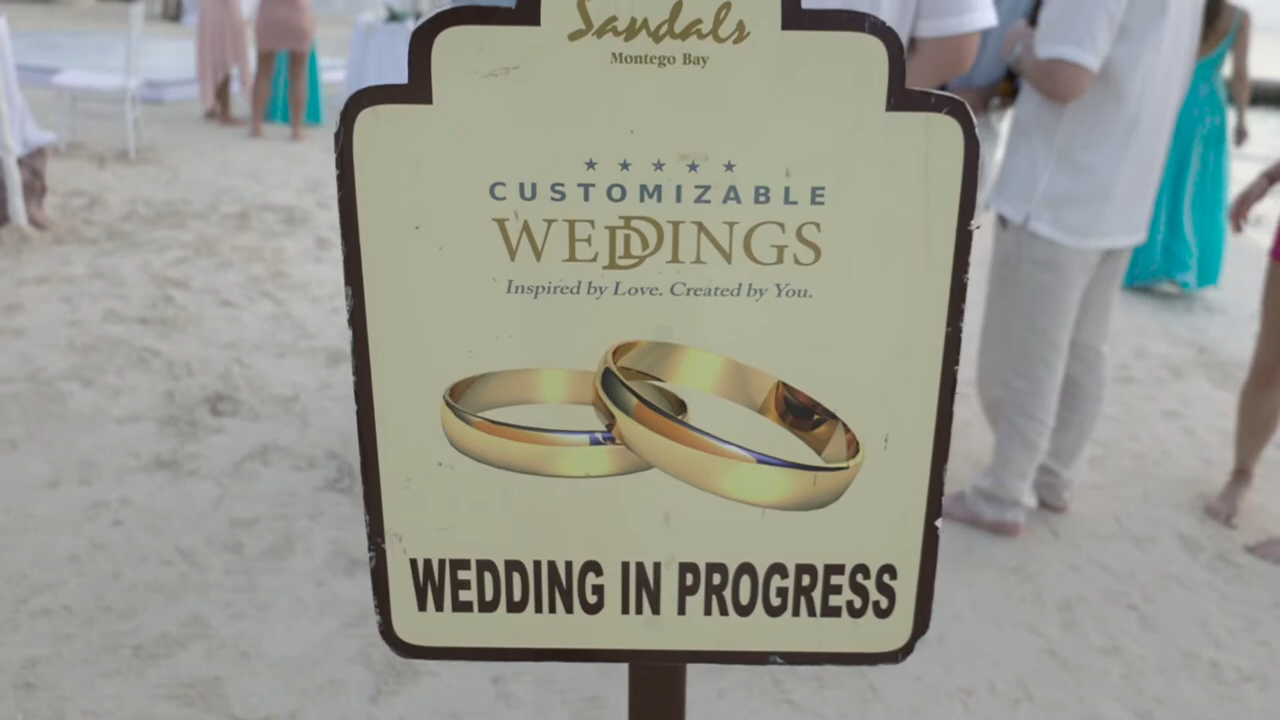 Sandals
Montego Bay
CUSTOMIZABLE
WEDDINGS
Inspired by Love. Created by You.
WEDDING IN PROGRESS